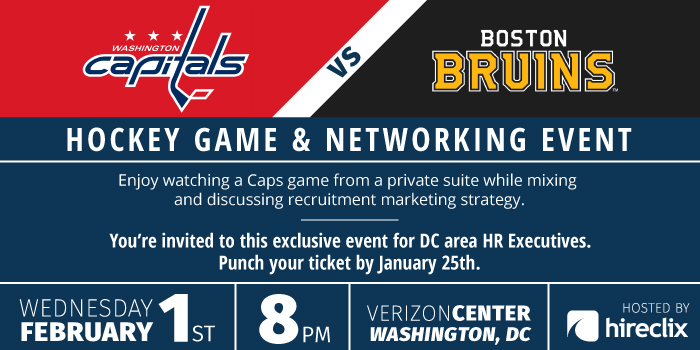 WASHINGTON
capitals
VS
BOSTON
BRUINS
TM
HOCKEY GAME & NETWORKING EVENT
Enjoy watching a Caps game from a private suite while mixing
and discussing recruitment marketing strategy.
You’re invited to this exclusive event for DC area HR Executives.
Punch your ticket by January 25th.
WEDNESDAY
FEBRUARY 1ST
8PM
VERIZONCENTER
WASHINGTON, DC
HOSTED BY
hireclix